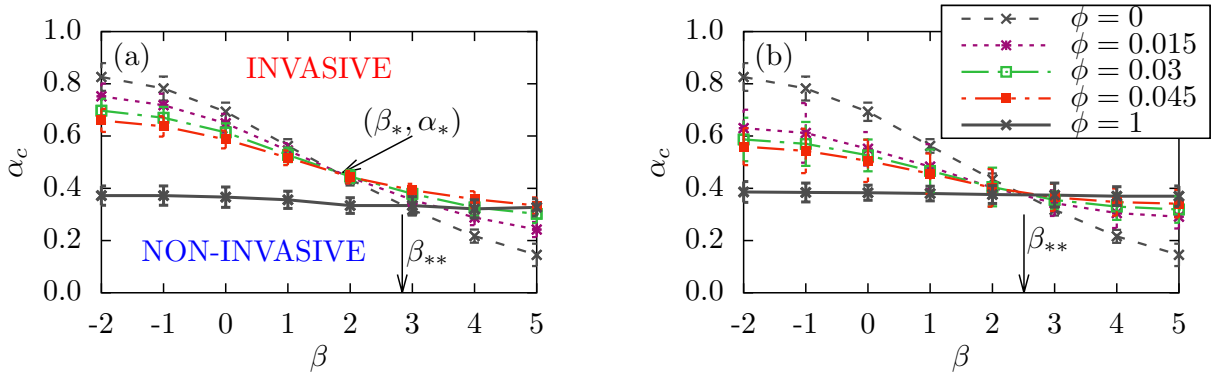 1.0
0.8
0.6
0.4
0.2
0.0
α_c
(a)
INVASIVE
(β_*, α_*)
NON-INVASIVE
β_**
-2 -1 0 1 2 3 4 5
β
1.0
0.8
0.6
0.4
0.2
0.0
α_c
(b)
ϕ = 0
ϕ = 0.015
ϕ = 0.03
ϕ = 0.045
ϕ = 1
β_**
-2 -1 0 1 2 3 4 5
β